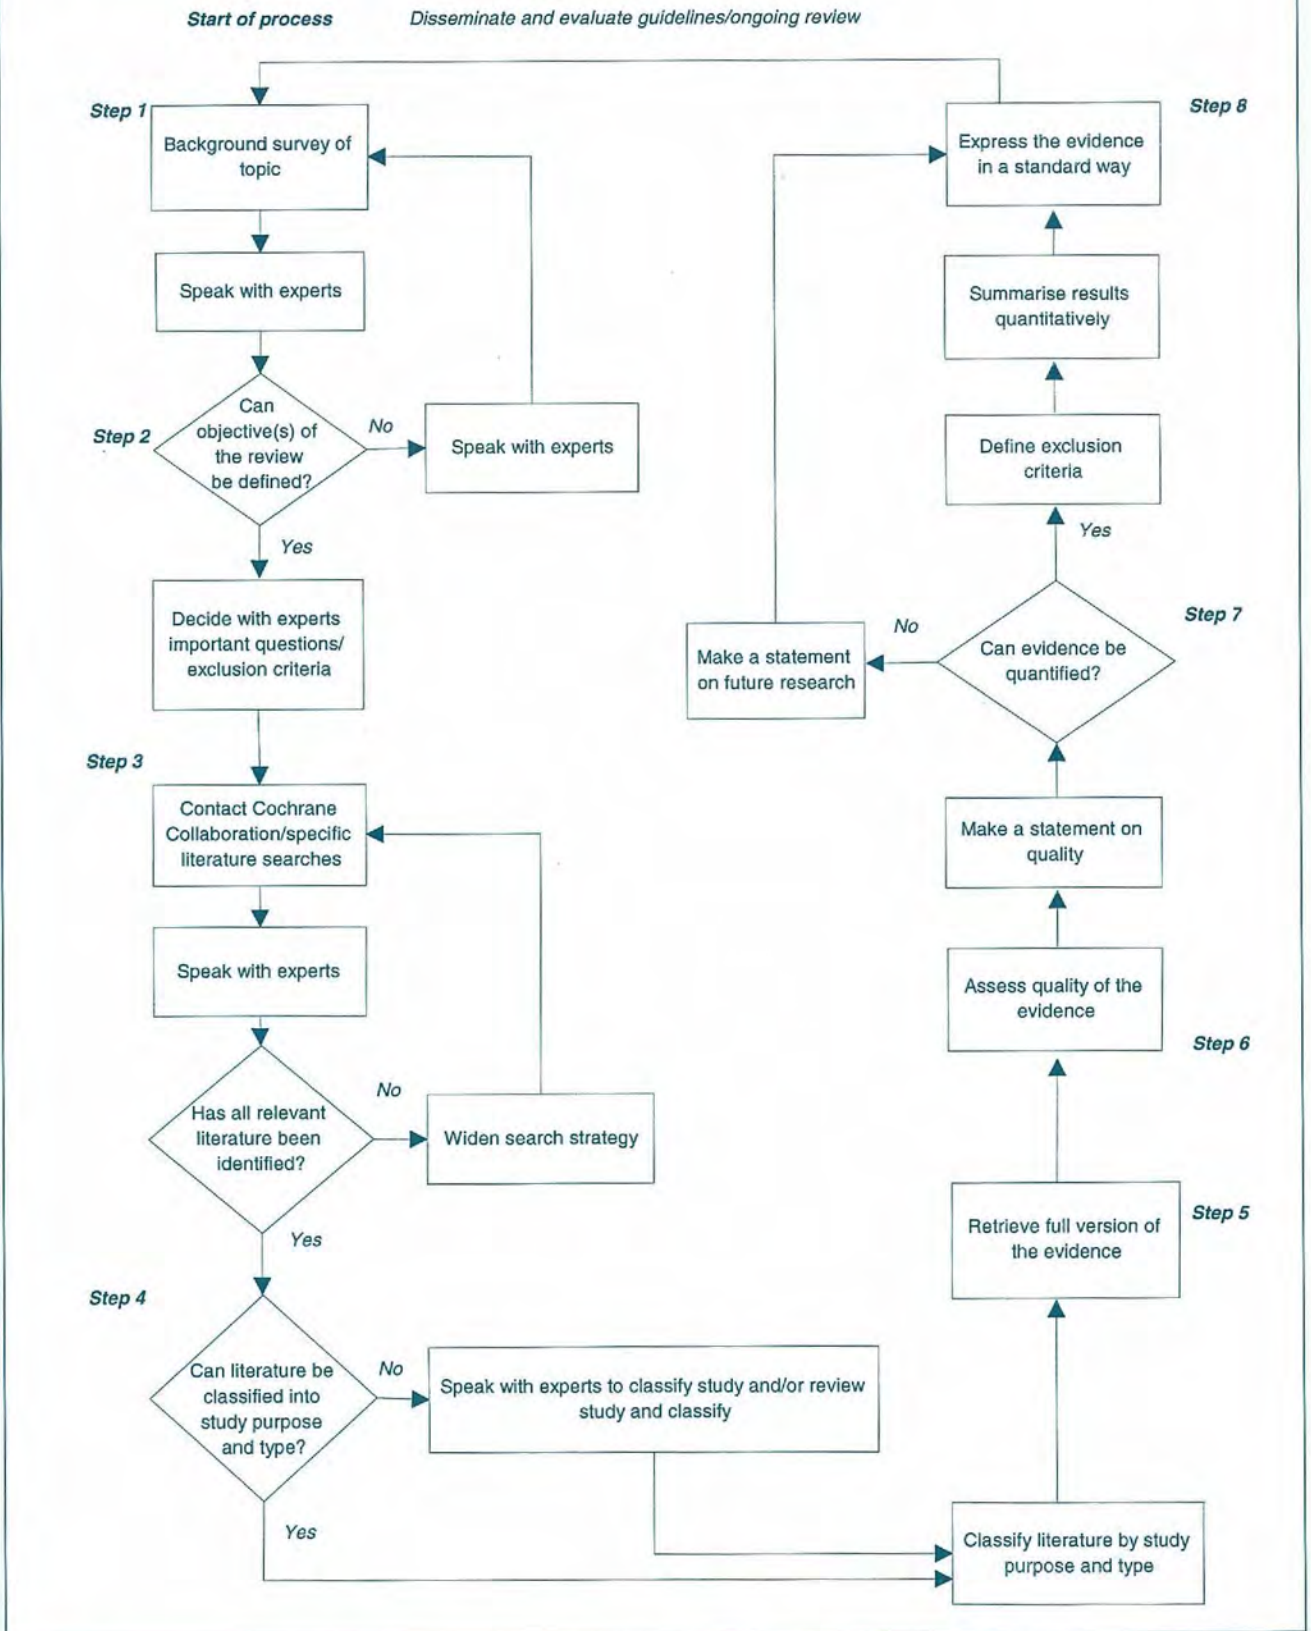 Start of process
Disseminate and evaluate guidelines/ongoing review
Step 1
Background survey of
topic
Speak with experts
Step 2
Can
objective(s) of
the review
be defined?
No
Speak with experts
Yes
Decide with experts
important questions/
exclusion criteria
Step 3
Contact Cochrane
Collaboration/specific
literature searches
Speak with experts
Has all relevant
literature been
identified?
No
Widen search strategy
Yes
Step 4
Can literature be
classified into
study purpose
and type?
No
Speak with experts to classify study and/or review
study and classify
Yes
Classify literature by study
purpose and type
Step 5
Retrieve full version of
the evidence
Step 6
Assess quality of the
evidence
Make a statement on
quality
Step 7
Can evidence be
quantified?
No
Make a statement
on future research
Yes
Define exclusion
criteria
Summarise results
quantitatively
Step 8
Express the evidence
in a standard way